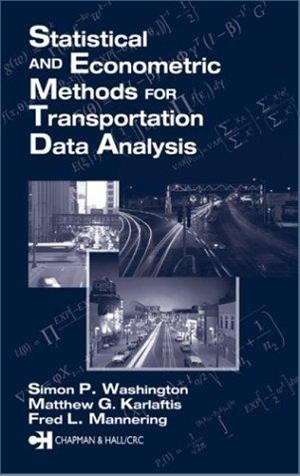 Statistical
and Econometric
Methods for
Transportation
Data Analysis
Simon P. Washington
Matthew G. Karlaftis
Fred L. Mannering
CHAPMAN & HALL/CRC